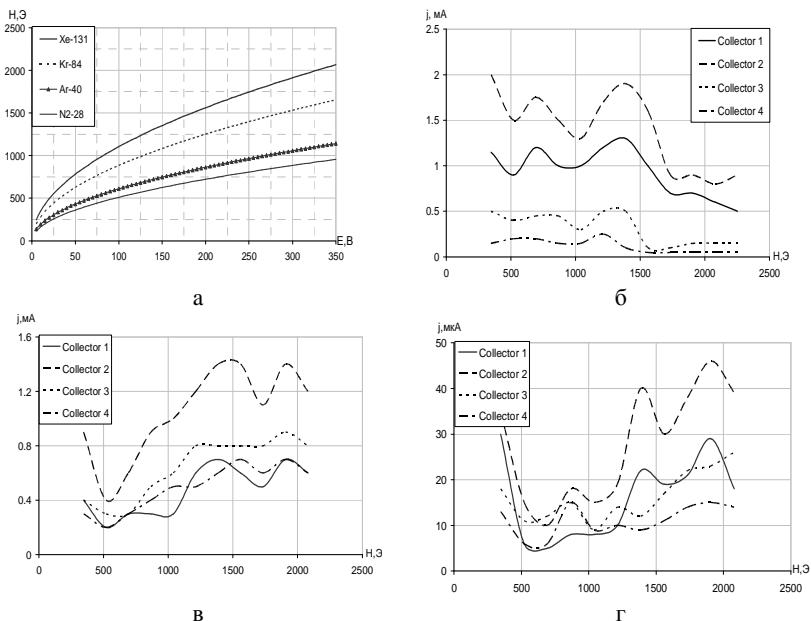 H,Э
2500
2000
1500
1000
500
0
Xe-131
Kr-84
Ar-40
N2-28
0 50 100 150 200 250 300 350
E,В
а
j, мА
2.5
2
1.5
1
0.5
0
Collector 1
Collector 2
Collector 3
Collector 4
0 500 1000 1500 2000 2500
H,Э
б
j,мА
1.6
1.2
0.8
0.4
0
Collector 1
Collector 2
Collector 3
Collector 4
0 500 1000 1500 2000 2500
H,Э
в
j,мкА
50
40
30
20
10
0
Collector 1
Collector 2
Collector 3
Collector 4
0 500 1000 1500 2000 2500
H,Э
г